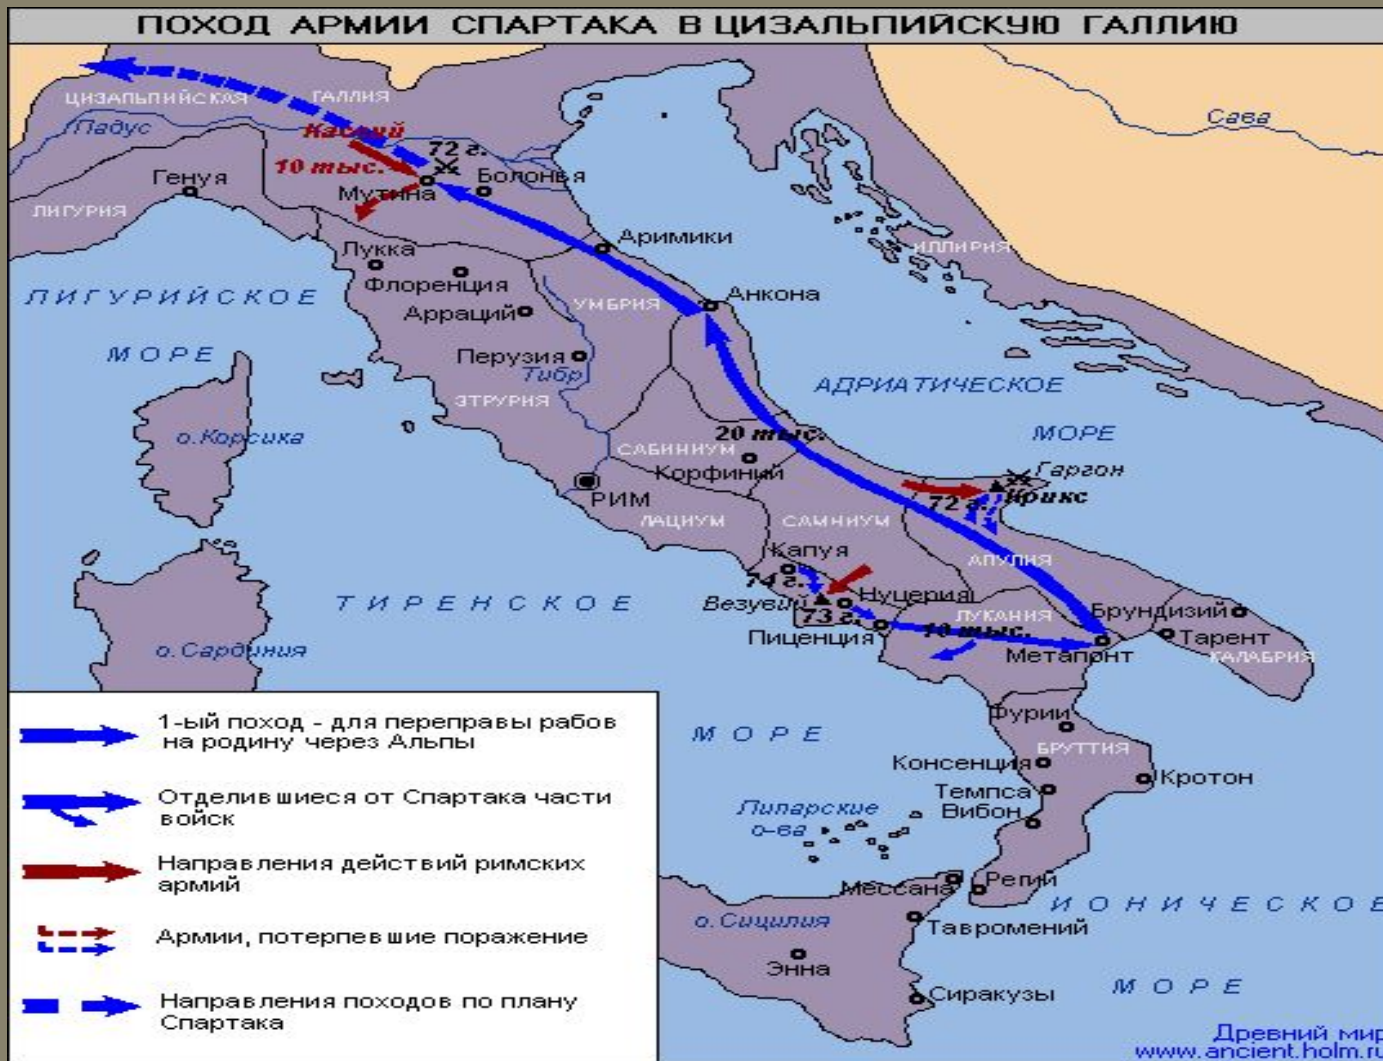 ПОХОД АРМИИ СПАРТАКА В ЦИЗАЛЬПИЙСКУЮ ГАЛЛИЮ
ЦИЗАЛЬПИЙСКАЯ ГАЛЛИЯ
Падус
Сава
Кассий
72 г.
10 тыс.
Генуя
Мутина
Болонья
ЛИГУРИЯ
Аримики
ИЛЛИРИЯ
Лукка
Флоренция
ЛИГУРИЙСКОЕ
УМБРИЯ
Анкона
Арраций
МОРЕ
Перузия
Тибр
АДРИАТИЧЕСКОЕ
ЭТРУРИЯ
20 тыс.
МОРЕ
о.Корсика
САБИНИУМ
Корфиний
Гаргон
РИМ
72 г.
Крикс
ЛАЦИУМ
САМНИУМ
Капуя
АПУЛИЯ
74 г.
ТИРЕНСКОЕ
Везувий
Нуцерия
73 г.
ЛУКАНИЯ
Брундизий
Пиценция
10 тыс.
Тарент
о.Сардиния
Метапонт
КАЛАБРИЯ
1-ый поход - для переправы рабов
на родину через Альпы
Фурии
МОРЕ
БРУТТИЯ
Консенция
Кротон
Отделившиеся от Спартака части
войск
Темпса
Липарские
о-ва
Вибон
Направления действий римских
армий
Мессана
Регий
ИОНИЧЕСКОЕ
о.Сицилия
Тавромений
Армии, потерпевшие поражение
Энна
МОРЕ
Сиракузы
Направления походов по плану
Спартака
Древний мир
www.ancient.holm.ru